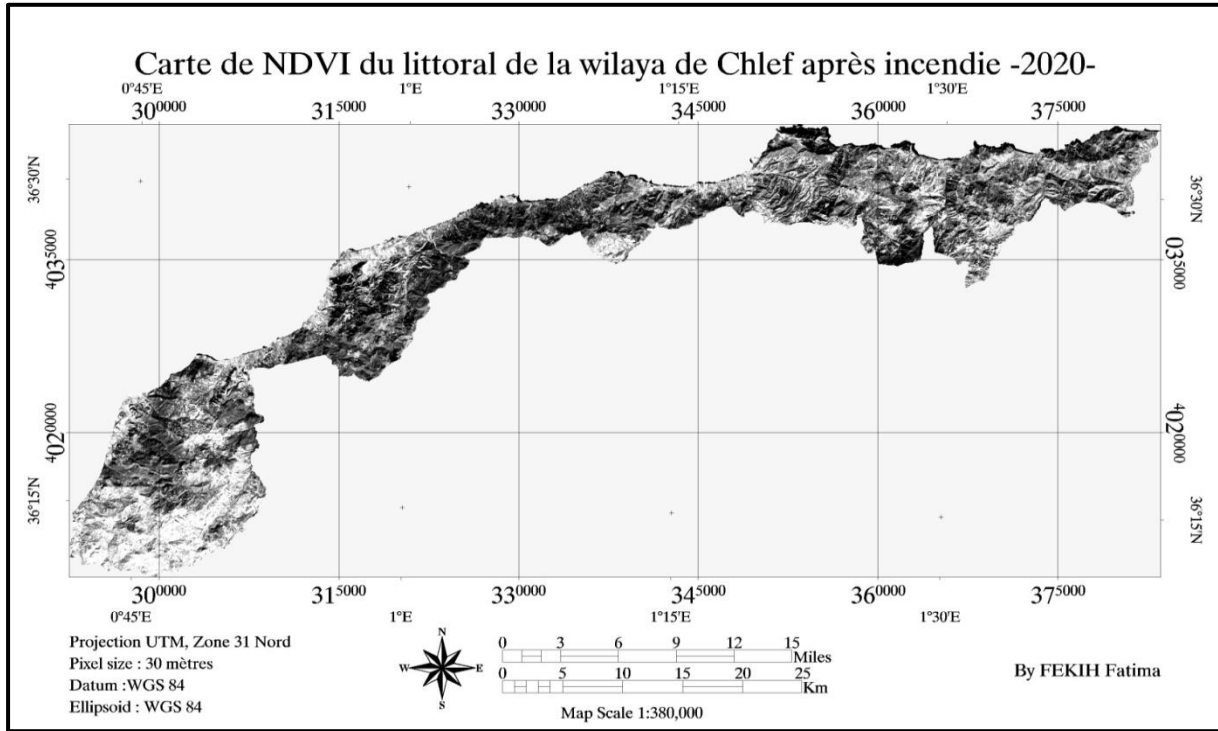 Carte de NDVI du littoral de la wilaya de Chlef après incendie -2020-
0°45'E 1°E 1°15'E 1°30'E
300000 315000 330000 345000 360000 375000
36°30'N 36°30'N
4035000 4035000
4020000 4020000
36°15'N 36°15'N
300000 315000 330000 345000 360000 375000
0°45'E 1°E 1°15'E 1°30'E
Projection UTM, Zone 31 Nord
Pixel size : 30 mètres
Datum :WGS 84
Ellipsoid : WGS 84
N
W E
S
0 3 6 9 12 15
Miles
0 5 10 15 20 25
Km
Map Scale 1:380,000
By FEKIH Fatima